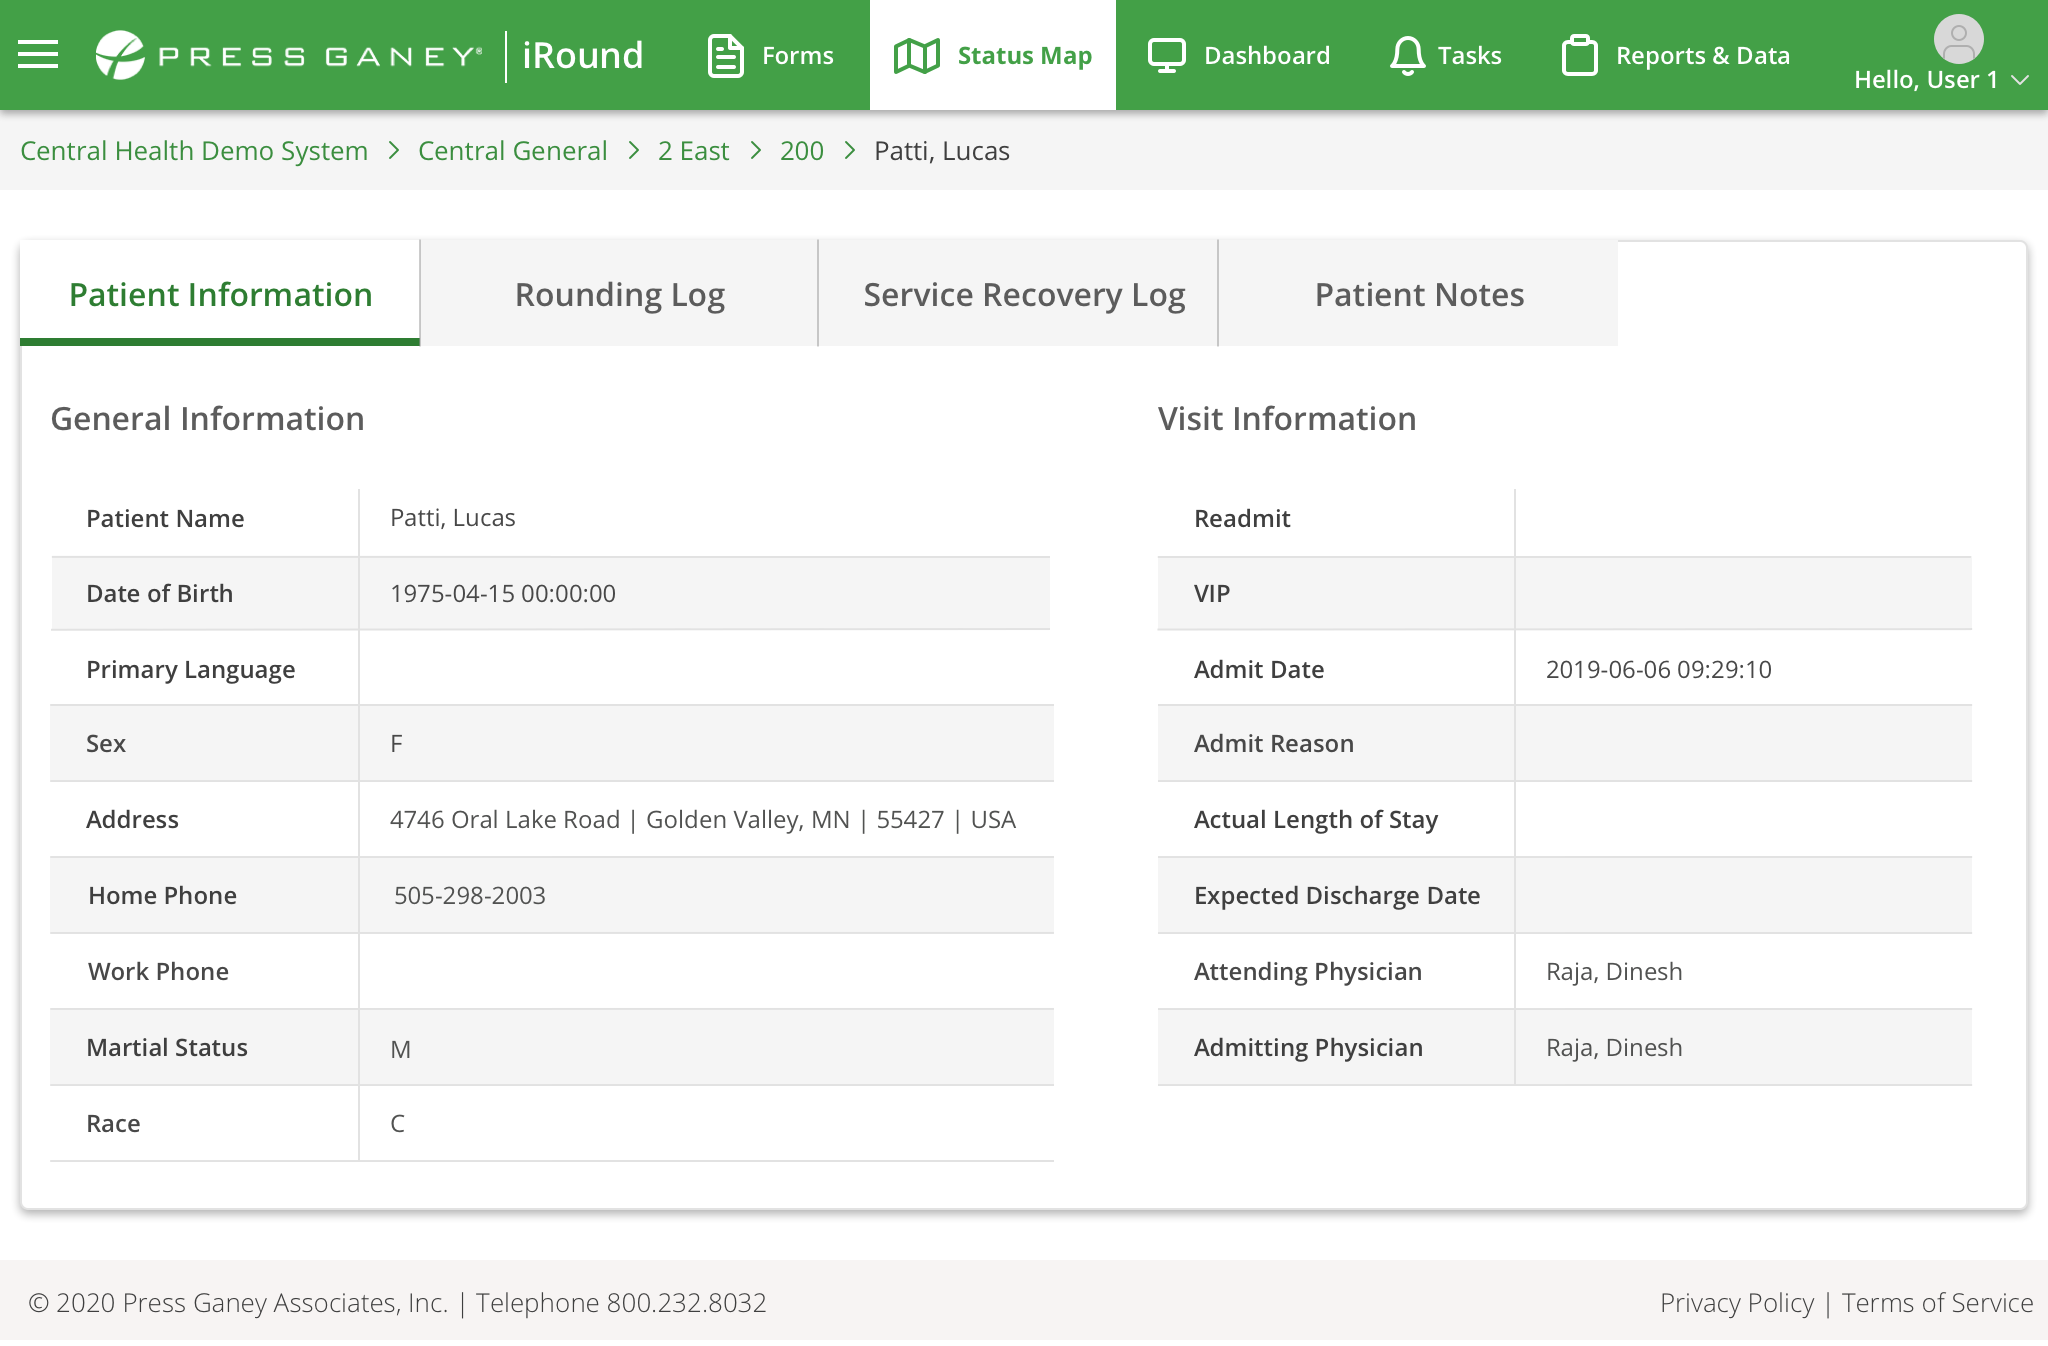 PRESS GANEY® iRound Forms Status Map Dashboard Tasks Reports & Data
Hello, User 1
Central Health Demo System > Central General > 2 East > 200 > Patti, Lucas
Patient Information Rounding Log Service Recovery Log Patient Notes
General Information
Patient Name Patti, Lucas
Date of Birth 1975-04-15 00:00:00
Primary Language
Sex F
Address 4746 Oral Lake Road | Golden Valley, MN | 55427 | USA
Home Phone 505-298-2003
Work Phone
Martial Status M
Race C
Visit Information
Readmit
VIP
Admit Date 2019-06-06 09:29:10
Admit Reason
Actual Length of Stay
Expected Discharge Date
Attending Physician Raja, Dinesh
Admitting Physician Raja, Dinesh
© 2020 Press Ganey Associates, Inc. | Telephone 800.232.8032
Privacy Policy | Terms of Service